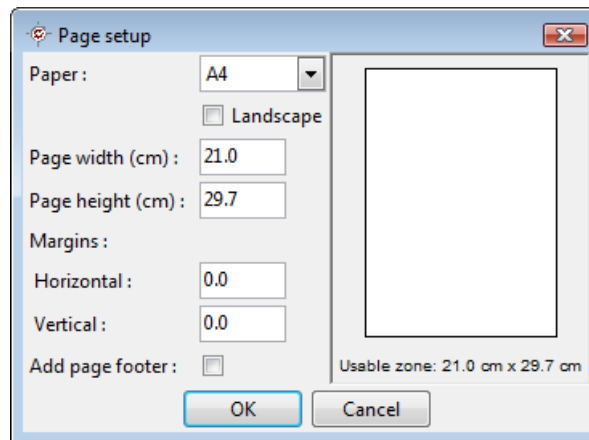 Page setup
Paper : A4
Landscape
Page width (cm) : 21.0
Page height (cm) : 29.7
Margins :
Horizontal : 0.0
Vertical : 0.0
Add page footer :
Usable zone: 21.0 cm x 29.7 cm
OK Cancel